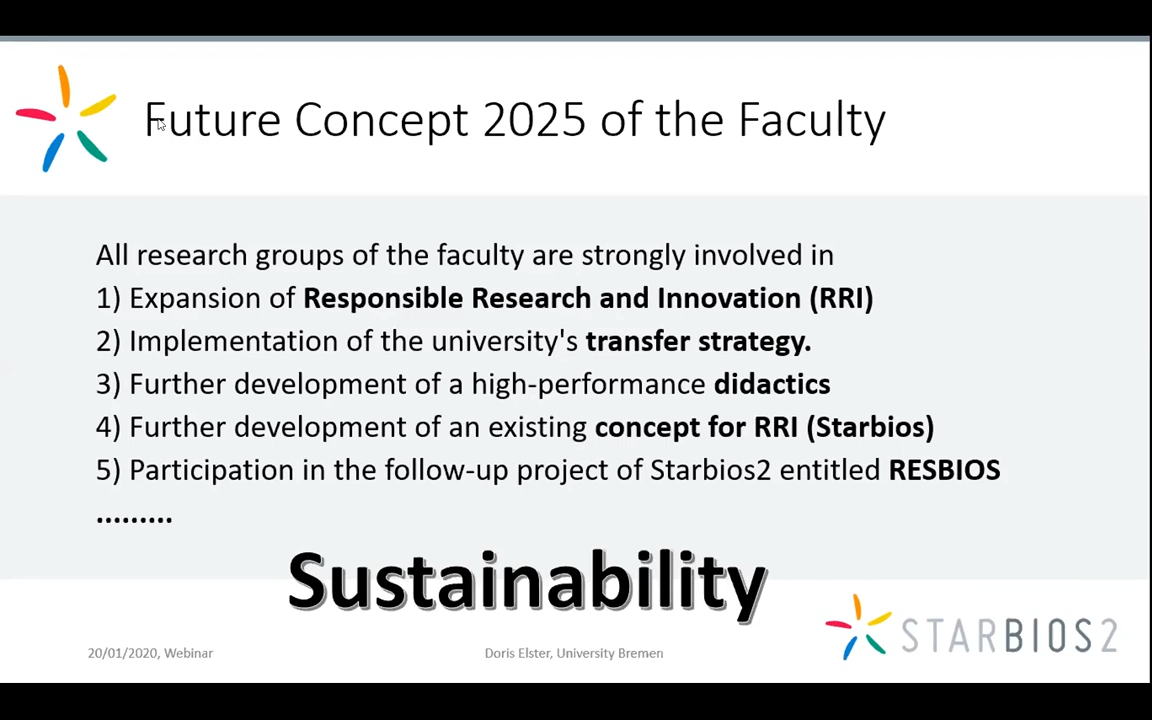 Future Concept 2025 of the Faculty
All research groups of the faculty are strongly involved in
1) Expansion of Responsible Research and Innovation (RRI)
2) Implementation of the university's transfer strategy.
3) Further development of a high-performance didactics
4) Further development of an existing concept for RRI (Starbios)
5) Participation in the follow-up project of Starbios2 entitled RESBIOS
.........
Sustainability
STARBIOS2
20/01/2020, Webinar
Doris Elster, University Bremen